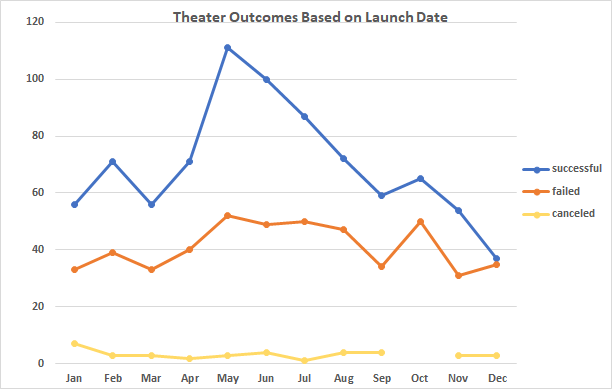 Theater Outcomes Based on Launch Date
120
100
80
60
40
20
0
Jan Feb Mar Apr May Jun Jul Aug Sep Oct Nov Dec
successful
failed
canceled